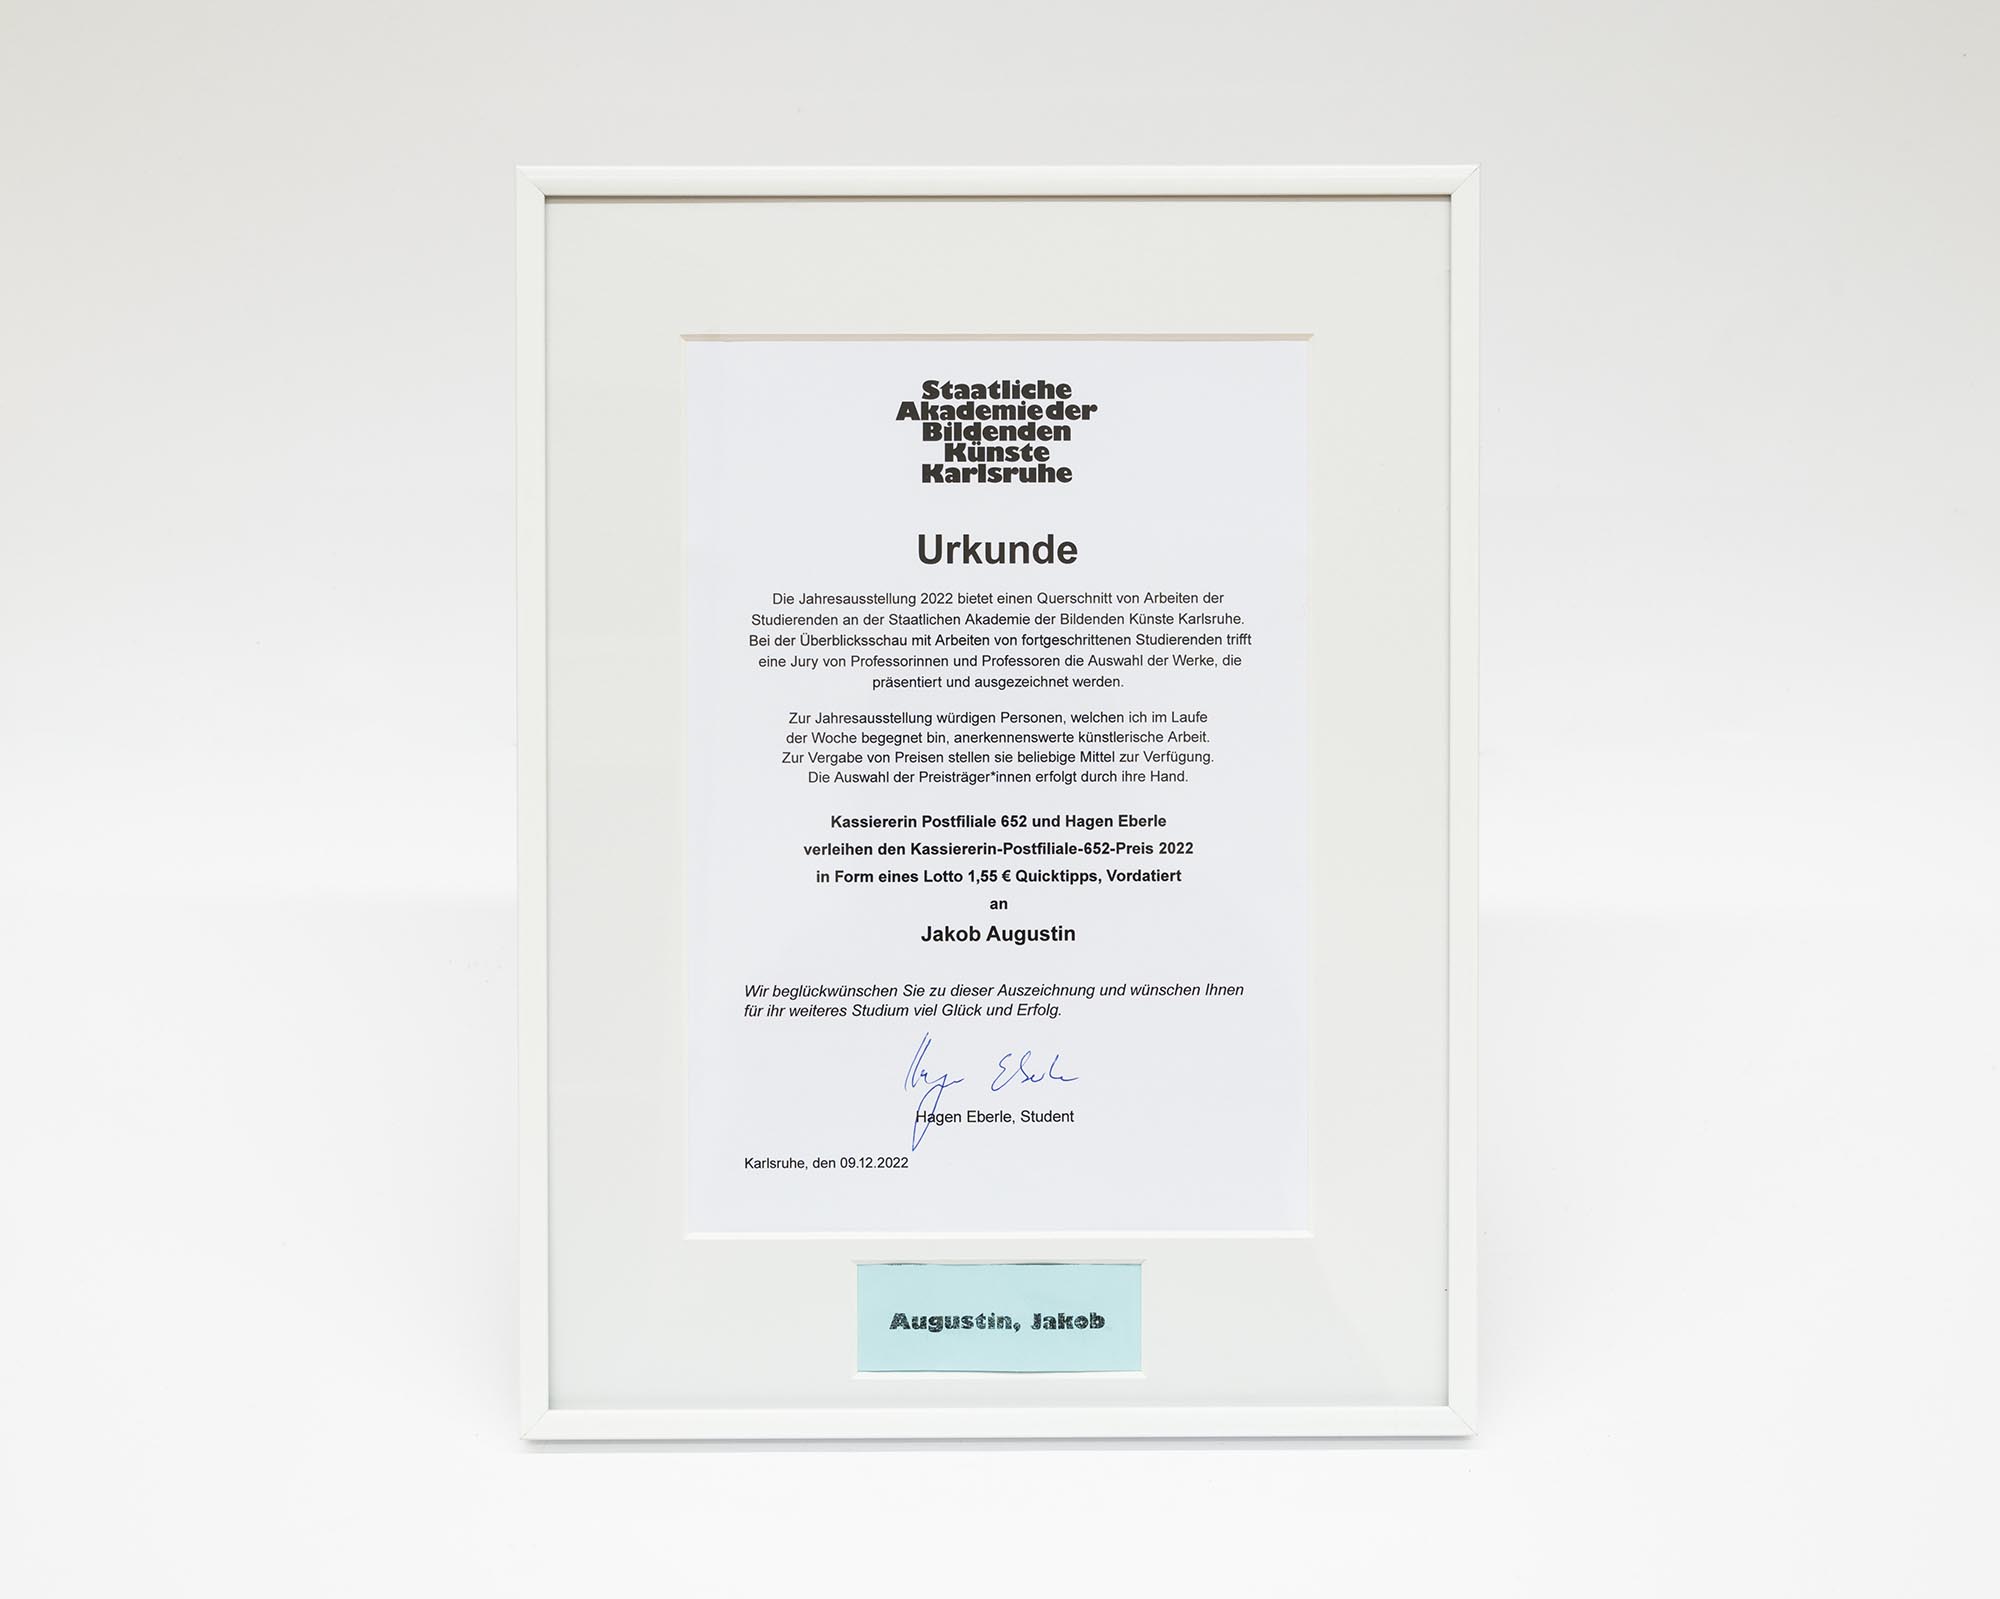 Staatliche
Akademie der
Bildenden
Künste
Karlsruhe
Urkunde
Die Jahresausstellung 2022 bietet einen Querschnitt von Arbeiten der
Studierenden an der Staatlichen Akademie der Bildenden Künste Karlsruhe.
Bei der Überblicksschau mit Arbeiten von fortgeschrittenen Studierenden trifft
eine Jury von Professorinnen und Professoren die Auswahl der Werke, die
präsentiert und ausgezeichnet werden.
Zur Jahresausstellung würdigen Personen, welchen ich im Laufe
der Woche begegnet bin, anerkennenswerte künstlerische Arbeit.
Zur Vergabe von Preisen stellen sie beliebige Mittel zur Verfügung.
Die Auswahl der Preisträger*innen erfolgt durch ihre Hand.
Kassiererin Postfiliale 652 und Hagen Eberle
verleihen den Kassiererin-Postfiliale-652-Preis 2022
in Form eines Lotto 1,55 € Quicktipps, Vordatiert
an
Jakob Augustin
Wir beglückwünschen Sie zu dieser Auszeichnung und wünschen Ihnen
für ihr weiteres Studium viel Glück und Erfolg.
Hagen Eberle
Hagen Eberle, Student
Karlsruhe, den 09.12.2022
Augustin, Jakob